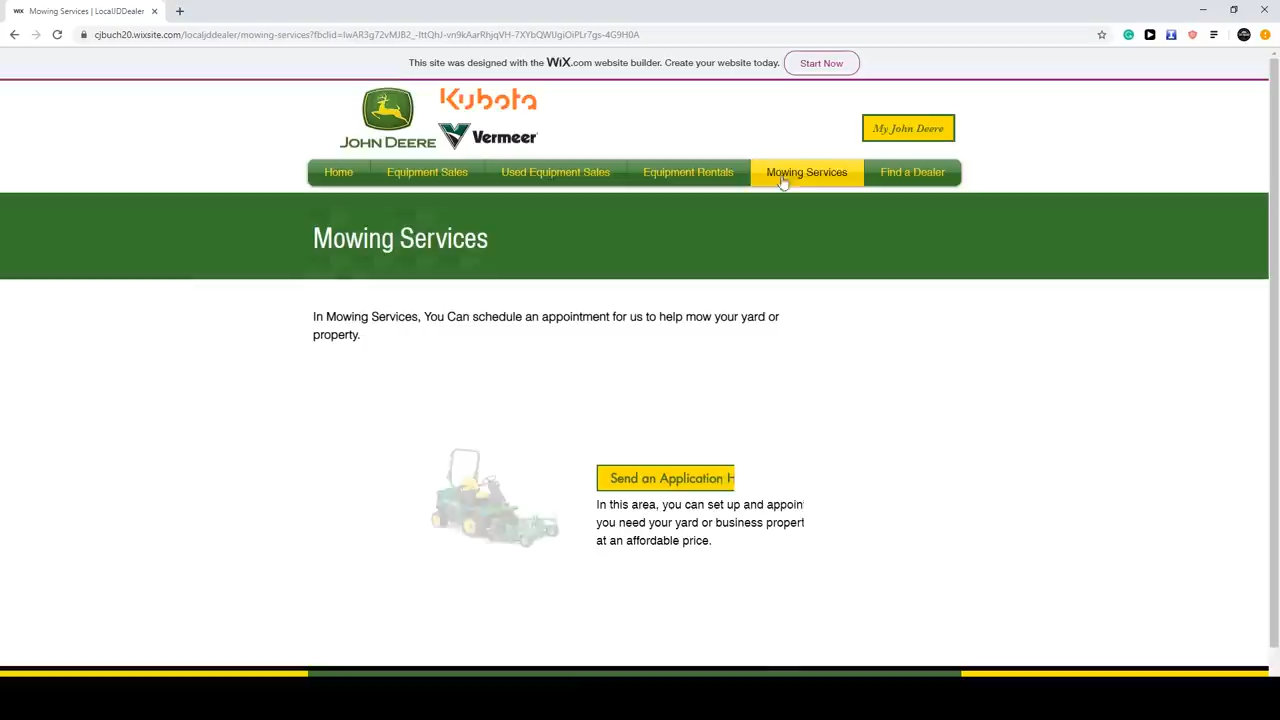 WiX Mowing Services | LocalJDDealer
cjbuch20.wixsite.com/localjddealer/mowing-services?fbclid=IwAR3g72vMJB2_-IttQhJ-vn9kAarRhjqVH-7XYbQWlJgiOiPLr7gs-4G9H0A
This site was designed with the WiX.com website builder. Create your website today.
Start Now
Kubota
JOHN DEERE
Vermeer
My John Deere
Home
Equipment Sales
Used Equipment Sales
Equipment Rentals
Mowing Services
Find a Dealer
Mowing Services
In Mowing Services, You Can schedule an appointment for us to help mow your yard or
property.
Send an Application H
In this area, you can set up and appoin
you need your yard or business propert
at an affordable price.